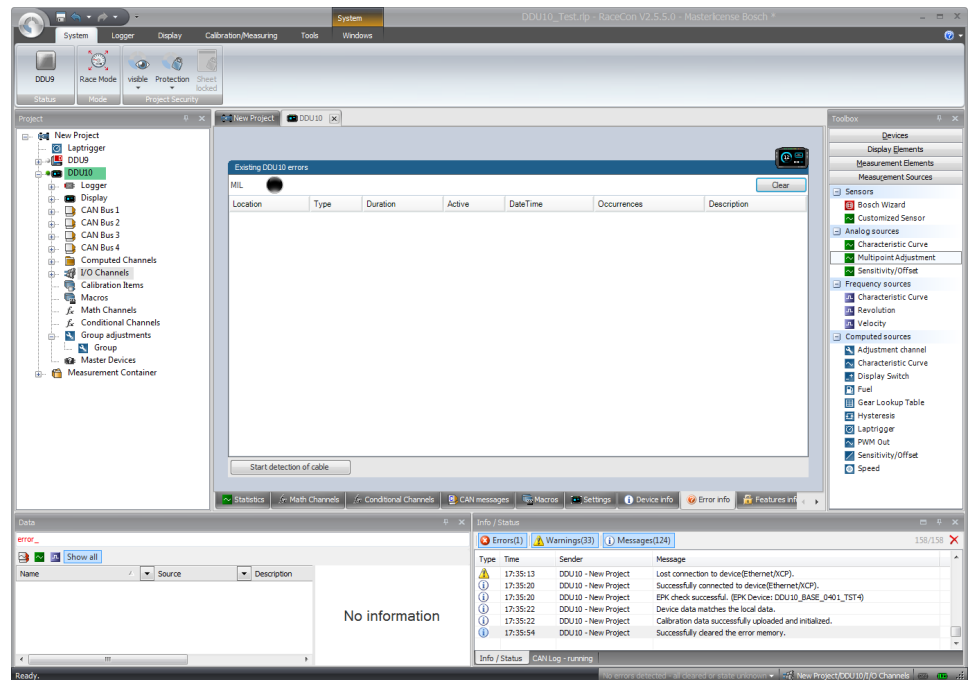 System
DDU10_Test.rlp - RaceCon V2.5.5.0 - Masterlicense Bosch *
System Logger Display Calibration/Measuring Tools Windows
DDU9 Race Mode visible Protection Sheet locked
Status Mode Project Security
Project
New Project
Laptrigger
DDU9
DDU10
Logger
Display
CAN Bus 1
CAN Bus 2
CAN Bus 3
CAN Bus 4
Computed Channels
I/O Channels
Calibration Items
Macros
Math Channels
Conditional Channels
Group adjustments
Group
Master Devices
Measurement Container
New Project DDU10
Existing DDU10 errors
MIL Clear
Location Type Duration Active DateTime Occurrences Description
Start detection of cable
Statistics Math Channels Conditional Channels CAN messages Macros Settings Device info Error info Features inf
Toolbox
Devices
Display Elements
Measurement Elements
Measurement Sources
Sensors
Bosch Wizard
Customized Sensor
Analog sources
Characteristic Curve
Multipoint Adjustment
Sensitivity/Offset
Frequency sources
Characteristic Curve
Revolution
Velocity
Computed sources
Adjustment channel
Characteristic Curve
Display Switch
Fuel
Gear Lookup Table
Hysteresis
Laptrigger
PWM Out
Sensitivity/Offset
Speed
Data
error_
Show all
Name Source Description
No information
Info / Status
Errors(1) Warnings(33) Messages(124) 158/158
Type Time Sender Message
17:35:13 DDU10 - New Project Lost connection to device(Ethernet/XCP).
17:35:20 DDU10 - New Project Successfully connected to device(Ethernet/XCP).
17:35:20 DDU10 - New Project EPK check successful. (EPK Device: DDU10_BASE_0401_TST4)
17:35:22 DDU10 - New Project Device data matches the local data.
17:35:22 DDU10 - New Project Calibration data successfully uploaded and initialized.
17:35:54 DDU10 - New Project Successfully cleared the error memory.
Info / Status CAN Log - running
Ready. No errors detected - all cleared or state unknown New Project/DDU10/I/O Channels